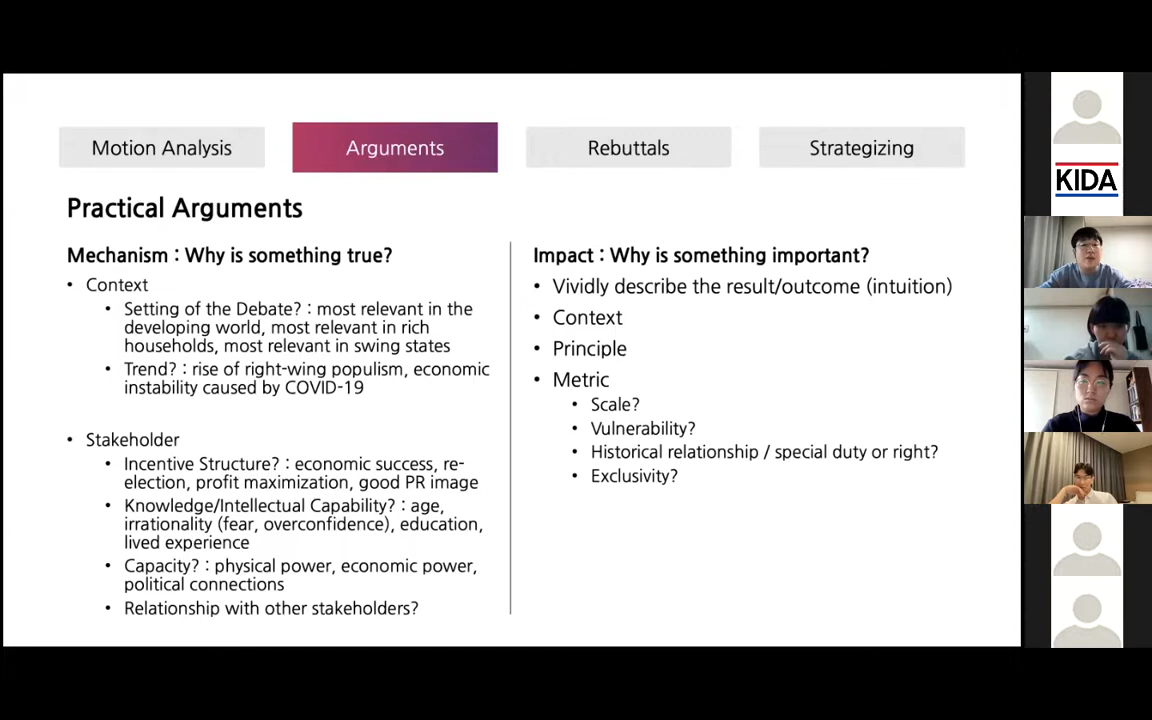 Motion Analysis
Arguments
Rebuttals
Strategizing
Practical Arguments
Mechanism : Why is something true?
• Context
• Setting of the Debate? : most relevant in the
developing world, most relevant in rich
households, most relevant in swing states
• Trend? : rise of right-wing populism, economic
instability caused by COVID-19
• Stakeholder
• Incentive Structure? : economic success, re-
election, profit maximization, good PR image
• Knowledge/Intellectual Capability? : age,
irrationality (fear, overconfidence), education,
lived experience
• Capacity? : physical power, economic power,
political connections
• Relationship with other stakeholders?
Impact : Why is something important?
• Vividly describe the result/outcome (intuition)
• Context
• Principle
• Metric
• Scale?
• Vulnerability?
• Historical relationship / special duty or right?
• Exclusivity?
KIDA